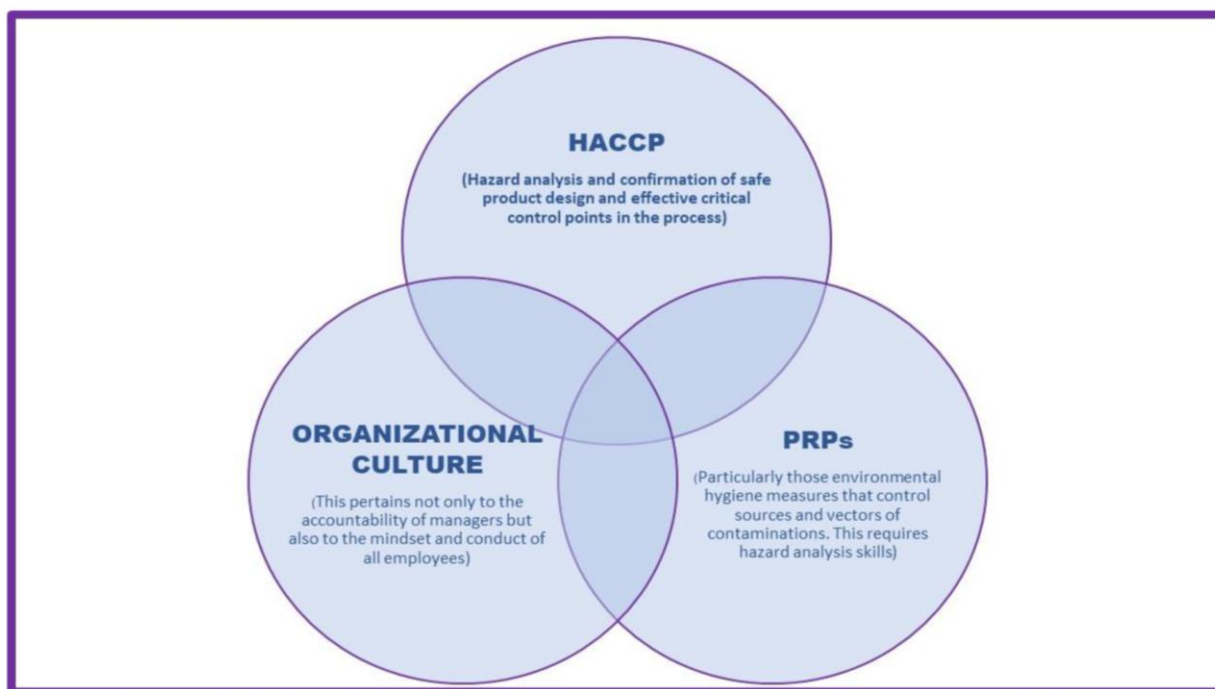 HACCP
(Hazard analysis and confirmation of safe
product design and effective critical
control points in the process)
ORGANIZATIONAL
CULTURE
(This pertains not only to the
accountability of managers but
also to the mindset and conduct of
all employees)
PRPs
(Particularly those environmental
hygiene measures that control
sources and vectors of
contaminations. This requires
hazard analysis skills)